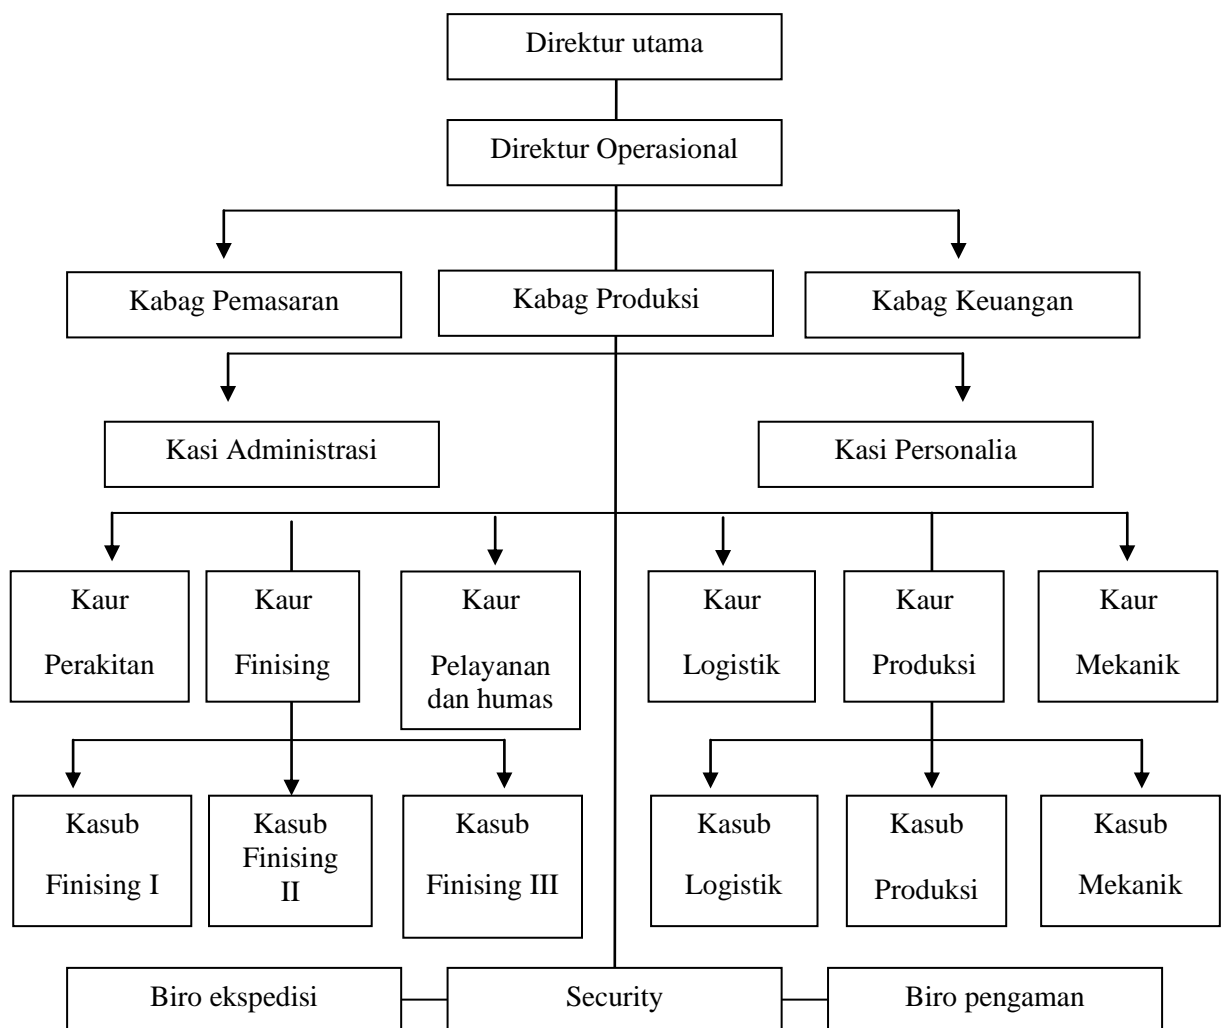 Direktur utama
Direktur Operasional
Kabag Pemasaran
Kabag Produksi
Kabag Keuangan
Kasi Administrasi
Kasi Personalia
Kaur
Perakitan
Kaur
Finising
Kaur
Pelayanan
dan humas
Kaur
Logistik
Kaur
Produksi
Kaur
Mekanik
Kasub
Finising I
Kasub
Finising
II
Kasub
Finising III
Kasub
Logistik
Kasub
Produksi
Kasub
Mekanik
Biro ekspedisi
Security
Biro pengaman